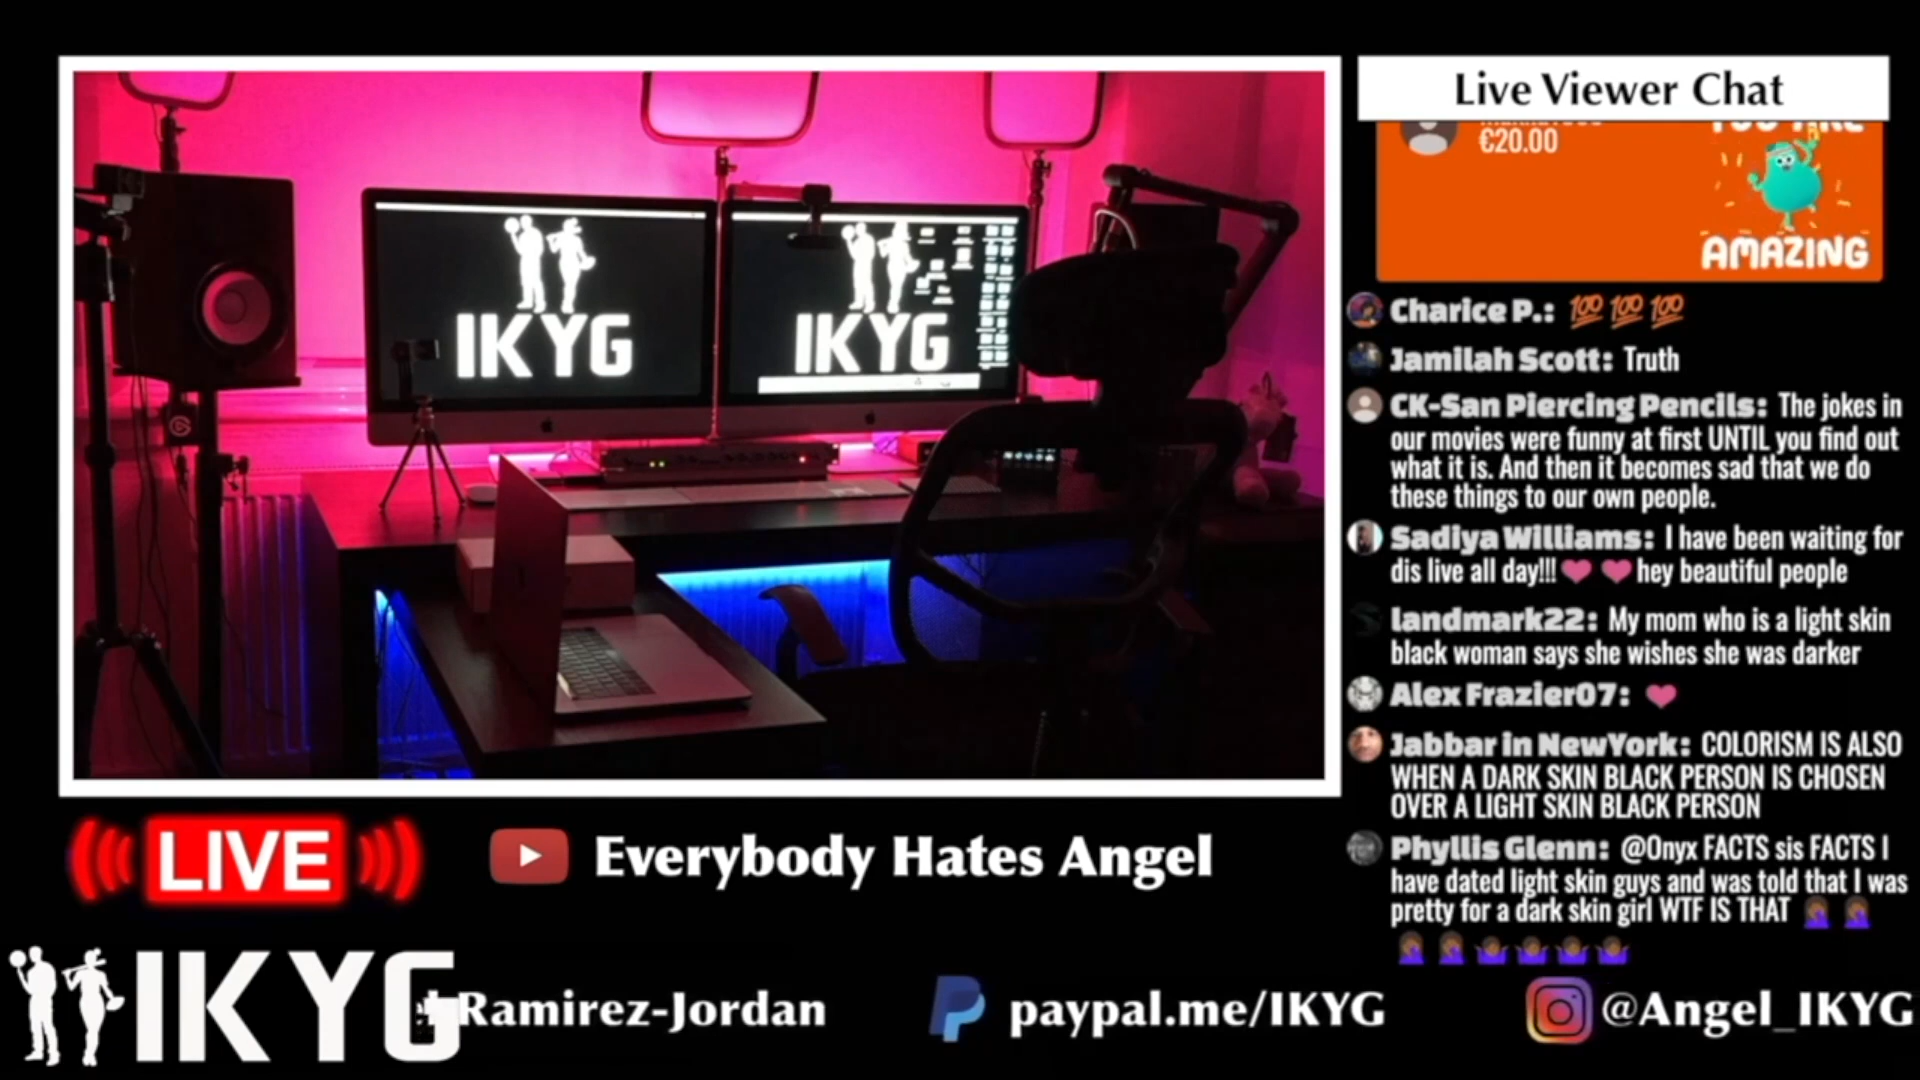 Live Viewer Chat
€20.00
YOU ARE
AMAZING
IKYG
IKYG
Charice P.: 💯 💯 💯
Jamilah Scott: Truth
CK-San Piercing Pencils: The jokes in
our movies were funny at first UNTIL you find out
what it is. And then it becomes sad that we do
these things to our own people.
Sadiya Williams: I have been waiting for
dis live all day!!! ❤ ❤ hey beautiful people
landmark22: My mom who is a light skin
black woman says she wishes she was darker
Alex Frazier07: ❤
Jabbar in NewYork: COLORISM IS ALSO
WHEN A DARK SKIN BLACK PERSON IS CHOSEN
OVER A LIGHT SKIN BLACK PERSON
Phyllis Glenn: @Onyx FACTS sis FACTS I
have dated light skin guys and was told that I was
pretty for a dark skin girl WTF IS THAT
LIVE
Everybody Hates Angel
IKYG
Ramirez-Jordan
paypal.me/IKYG
@Angel_IKYG